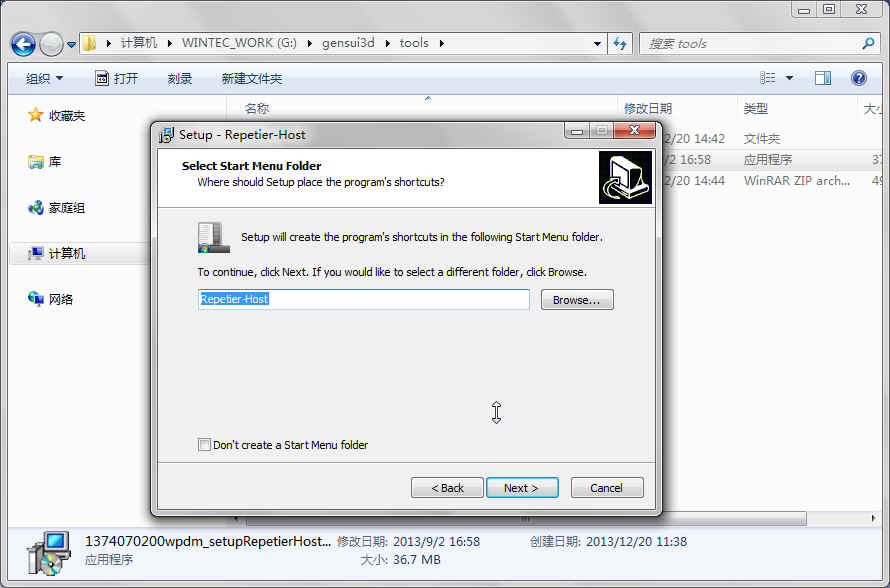 计算机 WINTEC_WORK (G:) gensui3d tools 搜索 tools
组织 打开 刻录 新建文件夹
收藏夹
库
家庭组
计算机
网络
名称 修改日期 类型
2/20 14:42 文件夹
/2 16:58 应用程序 37
2/20 14:44 WinRAR ZIP arch... 49
Setup - Repetier-Host
Select Start Menu Folder
Where should Setup place the program's shortcuts?
Setup will create the program's shortcuts in the following Start Menu folder.
To continue, click Next. If you would like to select a different folder, click Browse.
Repetier-Host Browse...
Don't create a Start Menu folder
< Back Next > Cancel
1374070200wpdm_setupRepetierHost... 修改日期: 2013/9/2 16:58 创建日期: 2013/12/20 11:38
应用程序 大小: 36.7 MB